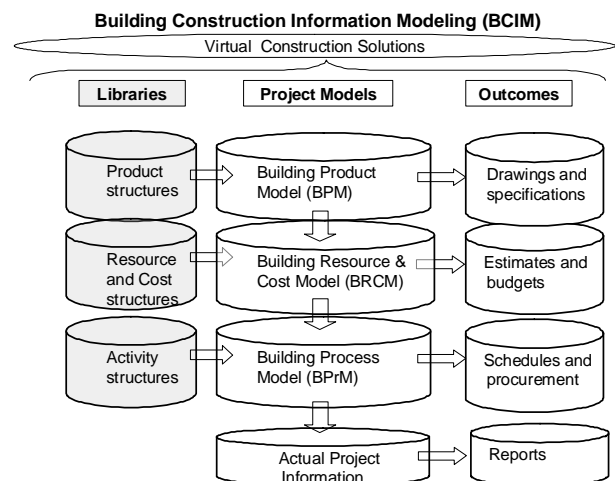 Building Construction Information Modeling (BCIM)
Virtual Construction Solutions
Libraries
Project Models
Outcomes
Product
structures
Building Product
Model (BPM)
Drawings and
specifications
Resource
and Cost
structures
Building Resource &
Cost Model (BRCM)
Estimates and
budgets
Activity
structures
Building Process
Model (BPrM)
Schedules and
procurement
Actual Project
Information
Reports